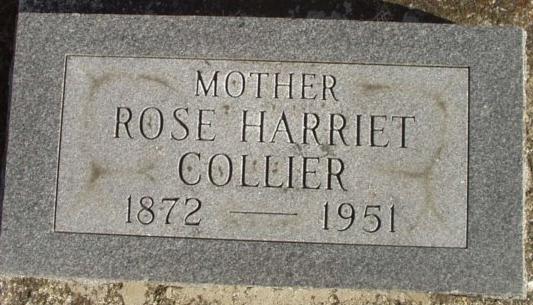 MOTHER
ROSE HARRIET
COLLIER
1872 — 1951